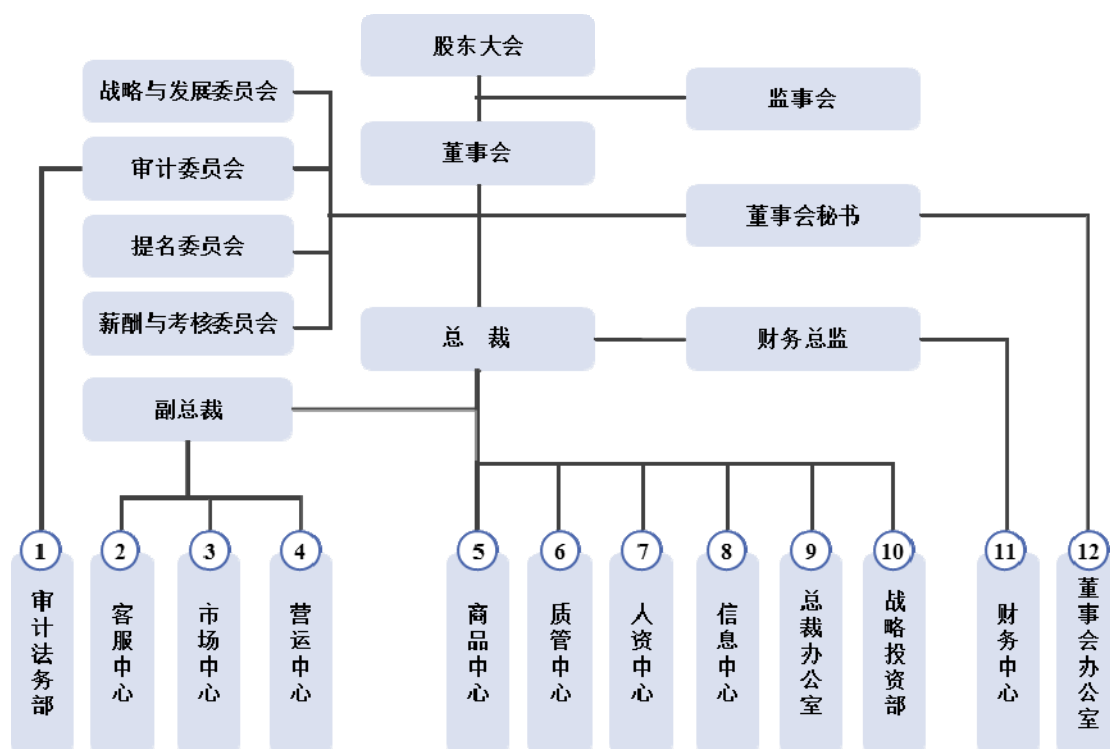 股东大会
战略与发展委员会
监事会
审计委员会
董事会
提名委员会
董事会秘书
薪酬与考核委员会
总 裁
财务总监
副总裁
1
2
3
4
5
6
7
8
9
10
11
12
审计法务部
客服中心
市场中心
营运中心
商品中心
质管中心
人资中心
信息中心
总裁办公室
战略投资部
财务中心
董事会办公室